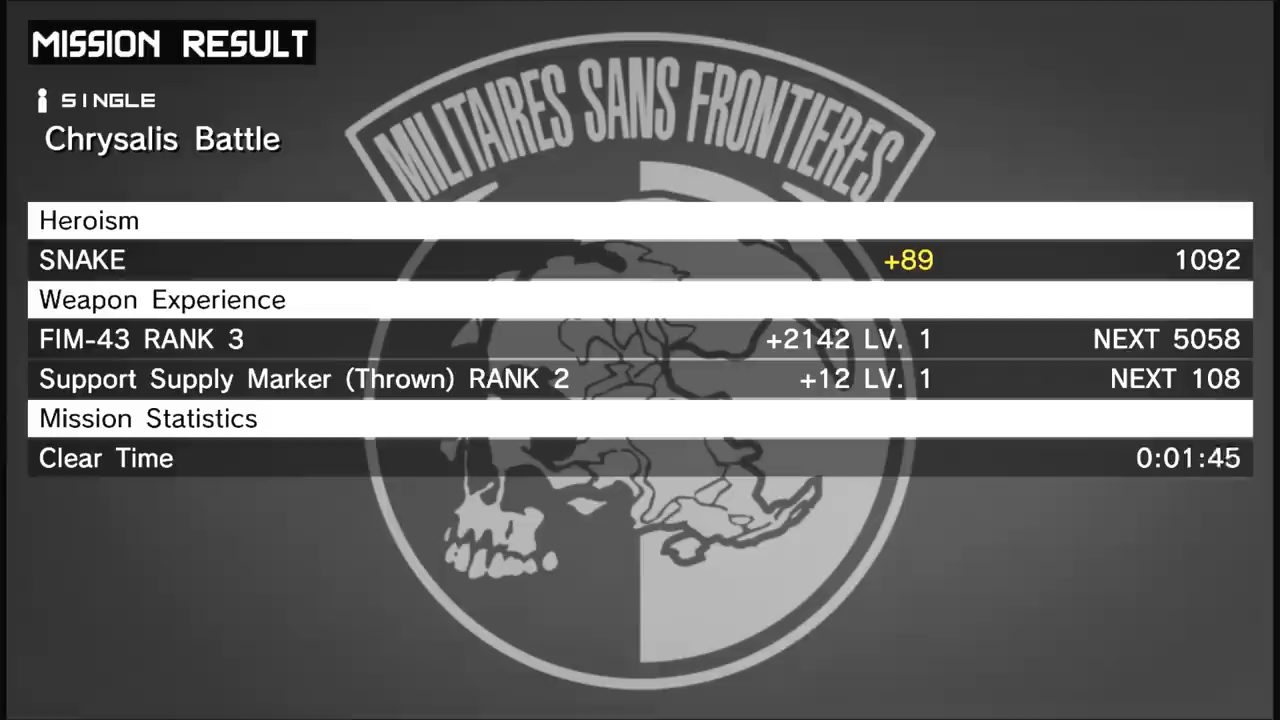 MISSION RESULT
SINGLE
Chrysalis Battle
MILITAIRES SANS FRONTIERES
Heroism
SNAKE +89 1092
Weapon Experience
FIM-43 RANK 3 +2142 LV. 1 NEXT 5058
Support Supply Marker (Thrown) RANK 2 +12 LV. 1 NEXT 108
Mission Statistics
Clear Time 0:01:45